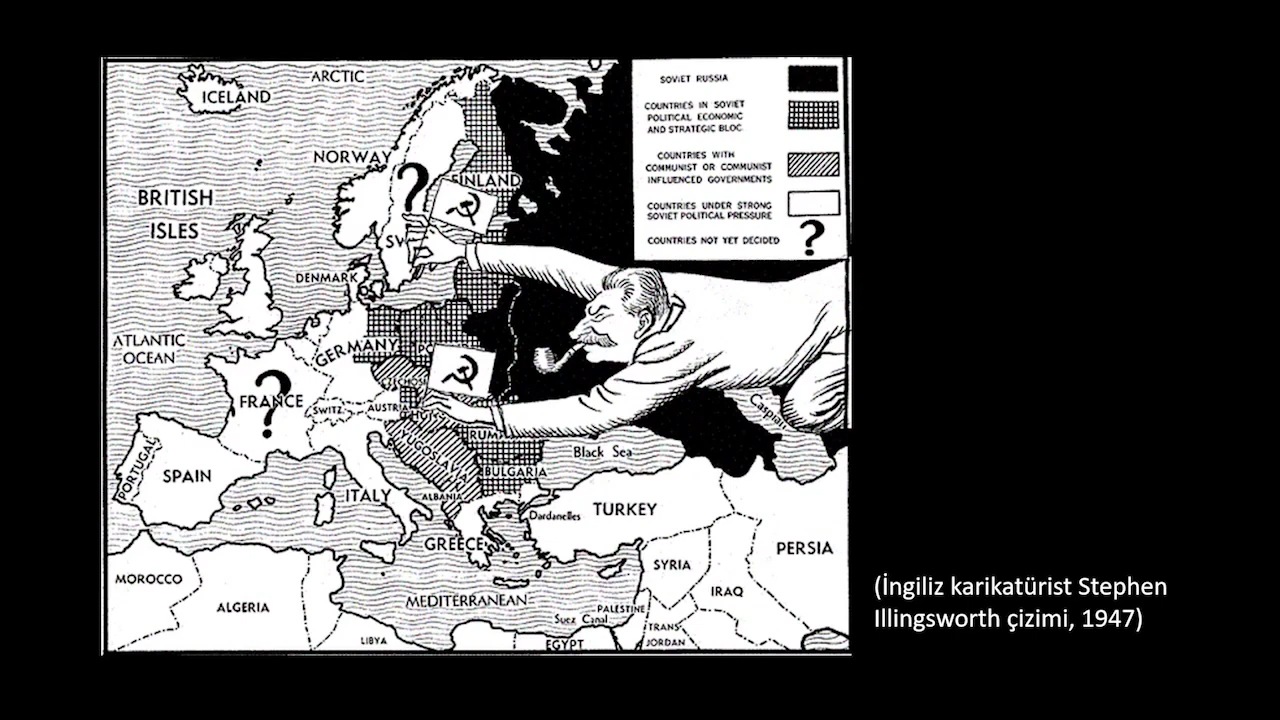 ARCTIC
ICELAND
NORWAY
FINLAND
BRITISH
ISLES
DENMARK
ATLANTIC
OCEAN
GERMANY
FRANCE
?
?
SWITZ.
AUSTRIA
PORTUGAL
SPAIN
ITALY
YUGOSLAVIA
ALBANIA
BULGARIA
GREECE
Black Sea
Caspian
Dardanelles
TURKEY
PERSIA
SYRIA
IRAQ
MOROCCO
ALGERIA
MEDITERRANEAN
PALESTINE
Suez Canal
TRANS
JORDAN
LIBYA
EGYPT
SOVIET RUSSIA
COUNTRIES IN SOVIET
POLITICAL ECONOMIC
AND STRATEGIC BLOC
COUNTRIES WITH
COMMUNIST OR COMMUNIST
INFLUENCED GOVERNMENTS
COUNTRIES UNDER STRONG
SOVIET POLITICAL PRESSURE
COUNTRIES NOT YET DECIDED ?
(İngiliz karikatürist Stephen
Illingsworth çizimi, 1947)